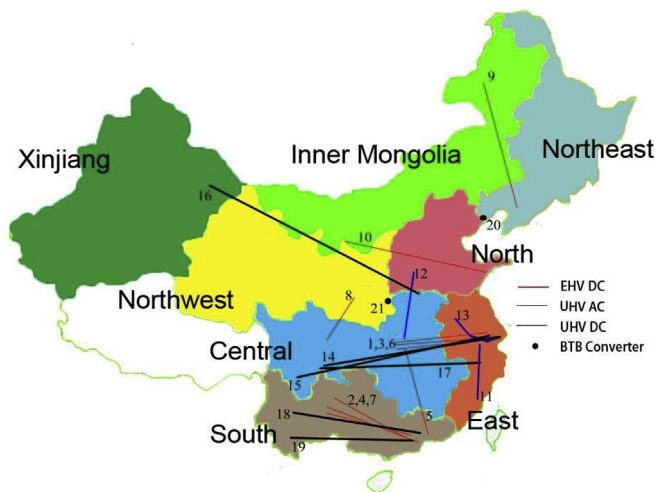 9
Xinjiang
Inner Mongolia
Northeast
16
20
10
North
12
EHV DC
Northwest
8
21
UHV AC
13
UHV DC
Central
1,3,6
BTB Converter
14
15
17
2,4,7
11
18
5
East
South
19